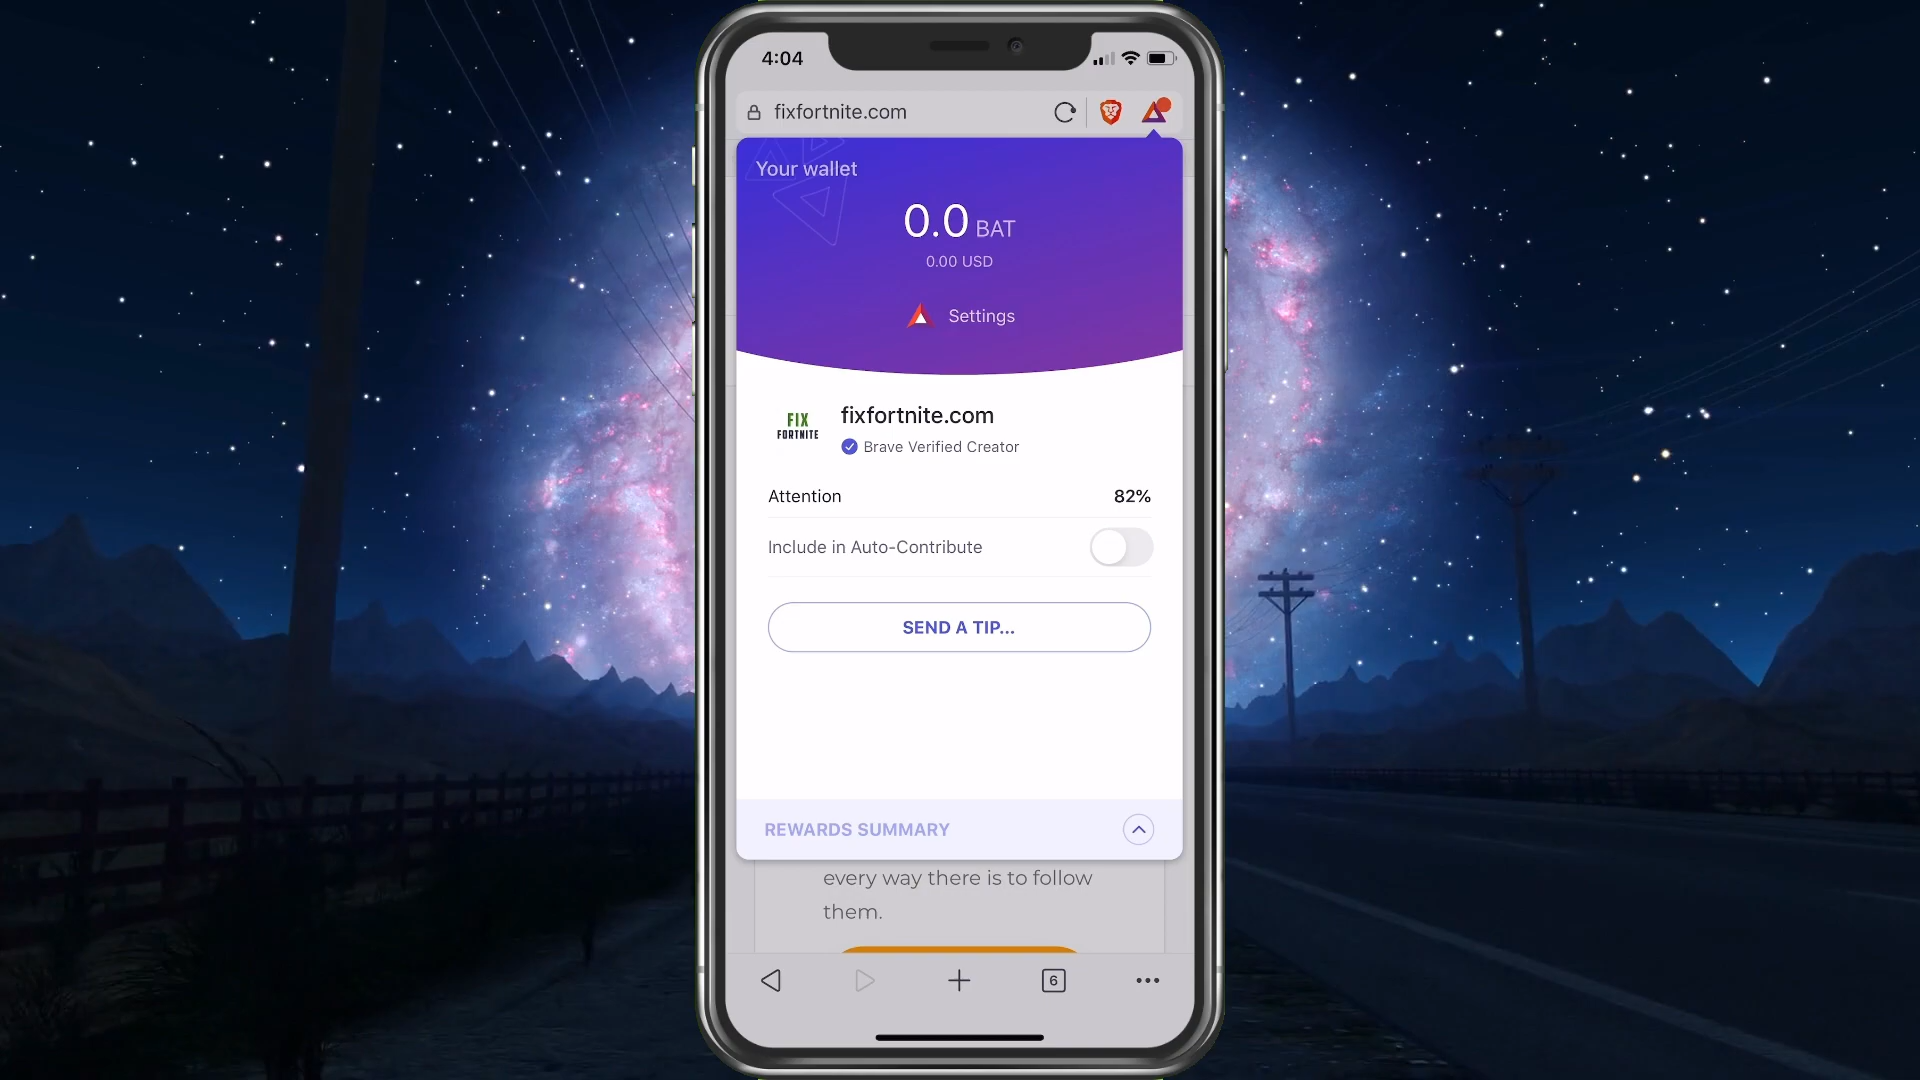 4:04
fixfortnite.com
Your wallet
0.0 BAT
0.00 USD
Settings
FIX
FORTNITE
fixfortnite.com
Brave Verified Creator
Attention 82%
Include in Auto-Contribute
SEND A TIP...
REWARDS SUMMARY
every way there is to follow
them.
6